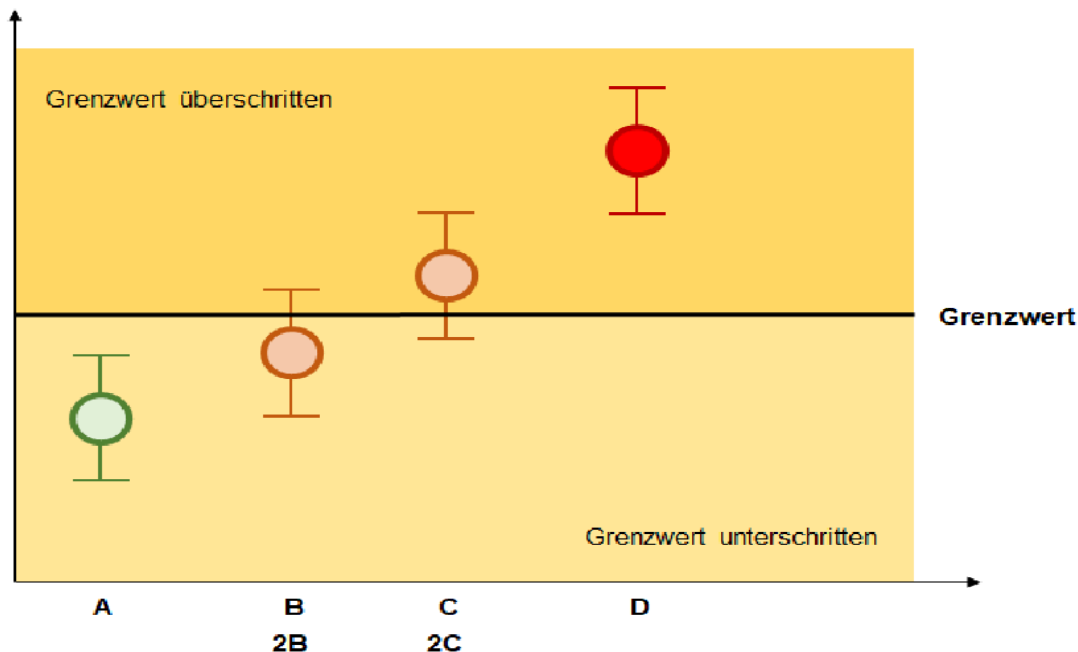 Grenzwert überschritten
Grenzwert
Grenzwert unterschritten
A B C D
2B 2C